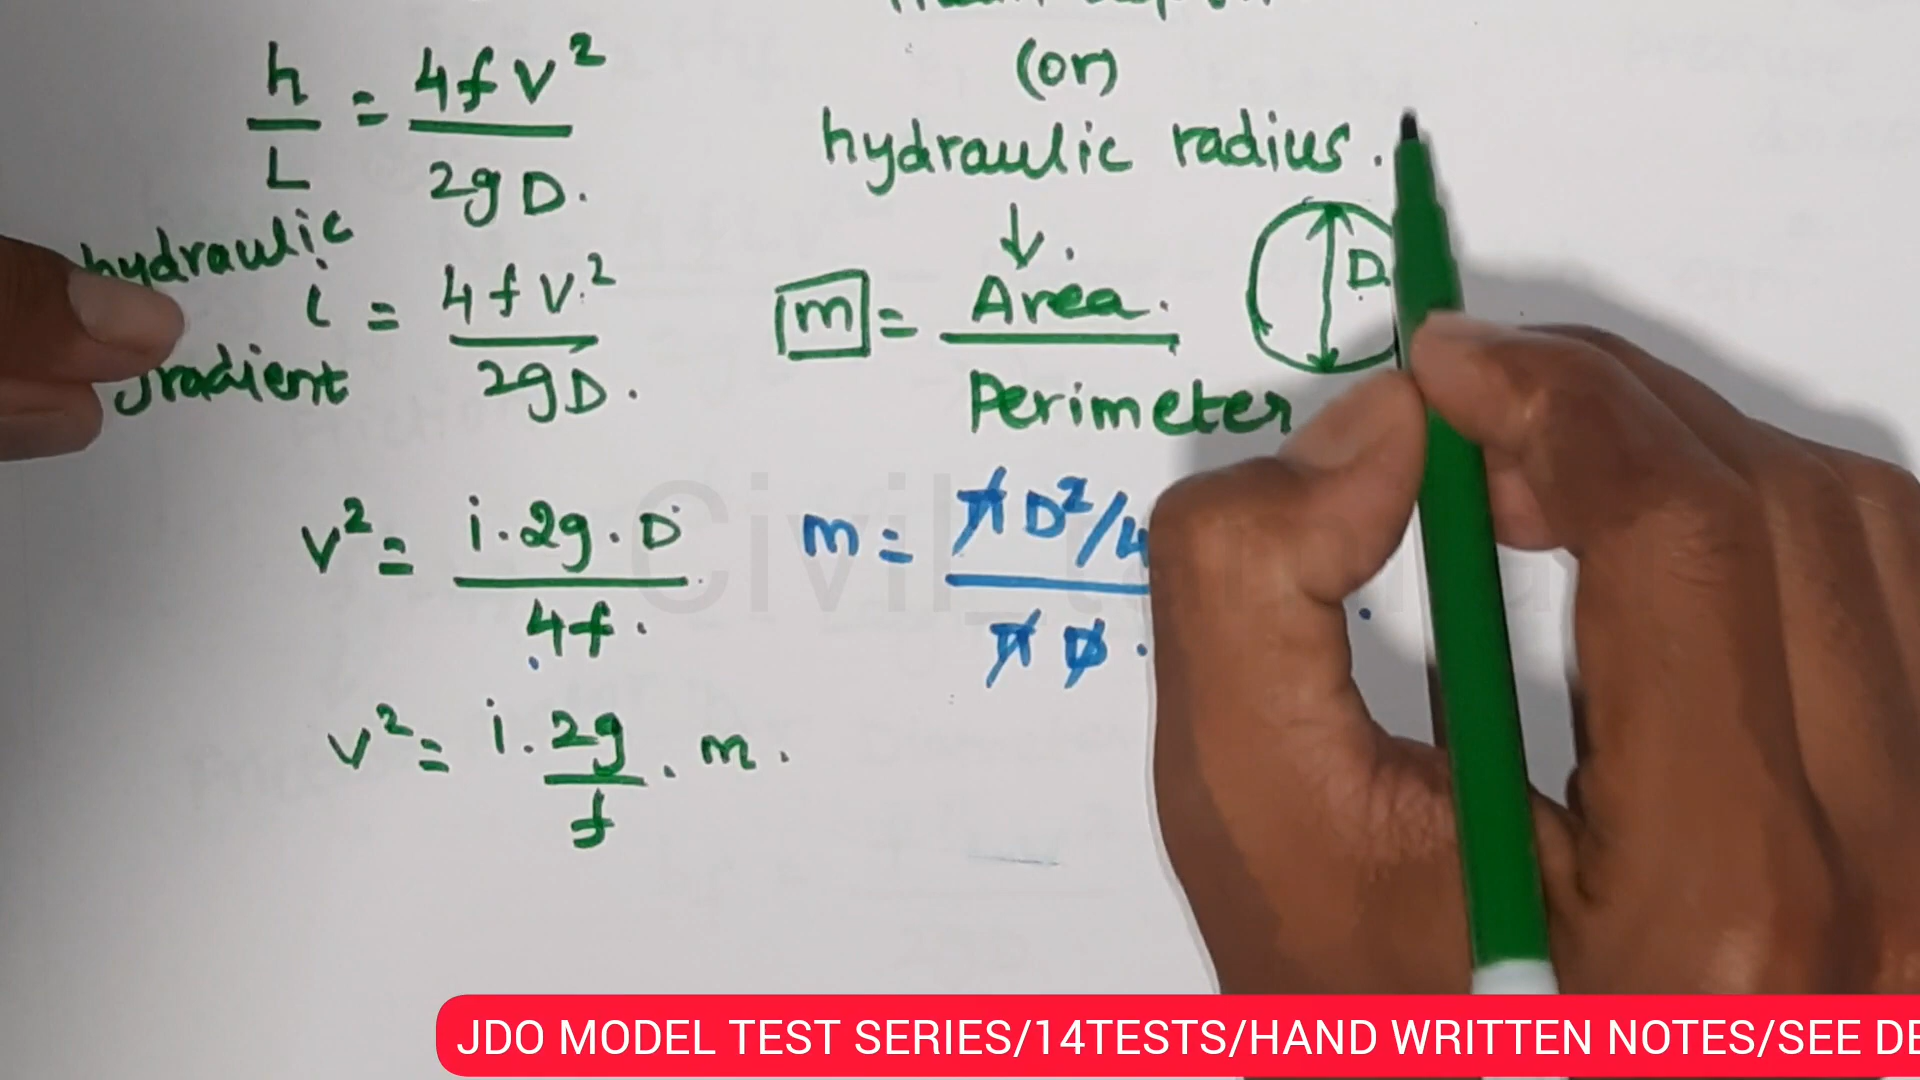 h/L = 4fv²/2gD.
hydraulic
i = 4fv²/2gD.
gradient
v² = i.2g.D/4f.
v² = i.2g/f . m.
(or)
hydraulic radius.
↓.
m = Area./Perimeter
D.
m = πD²/4
πD.
Civil
JDO MODEL TEST SERIES/14TESTS/HAND WRITTEN NOTES/SEE DE